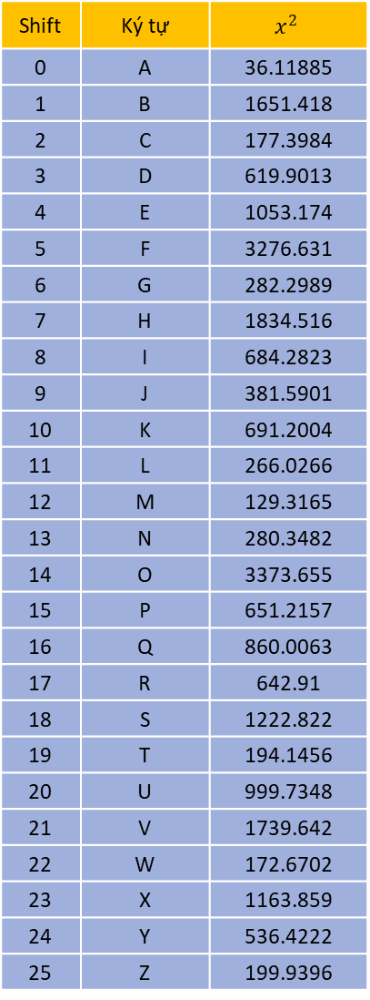 Shift Ký tự x²
0 A 36.11885
1 B 1651.418
2 C 177.3984
3 D 619.9013
4 E 1053.174
5 F 3276.631
6 G 282.2989
7 H 1834.516
8 I 684.2823
9 J 381.5901
10 K 691.2004
11 L 266.0266
12 M 129.3165
13 N 280.3482
14 O 3373.655
15 P 651.2157
16 Q 860.0063
17 R 642.91
18 S 1222.822
19 T 194.1456
20 U 999.7348
21 V 1739.642
22 W 172.6702
23 X 1163.859
24 Y 536.4222
25 Z 199.9396